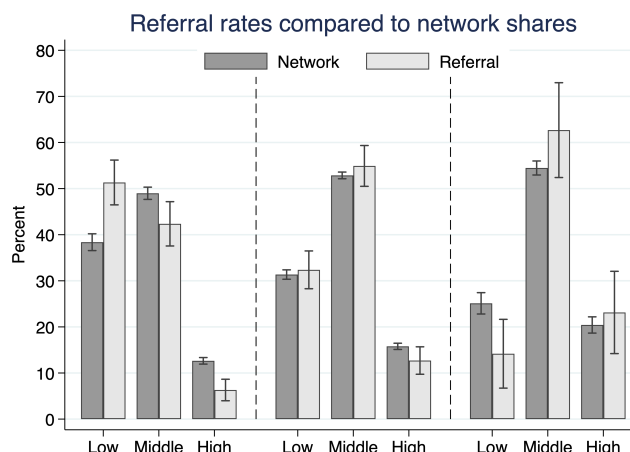 Referral rates compared to network shares
80
70
60
50
40
30
20
10
0
Percent
Network Referral
Low Middle High Low Middle High Low Middle High